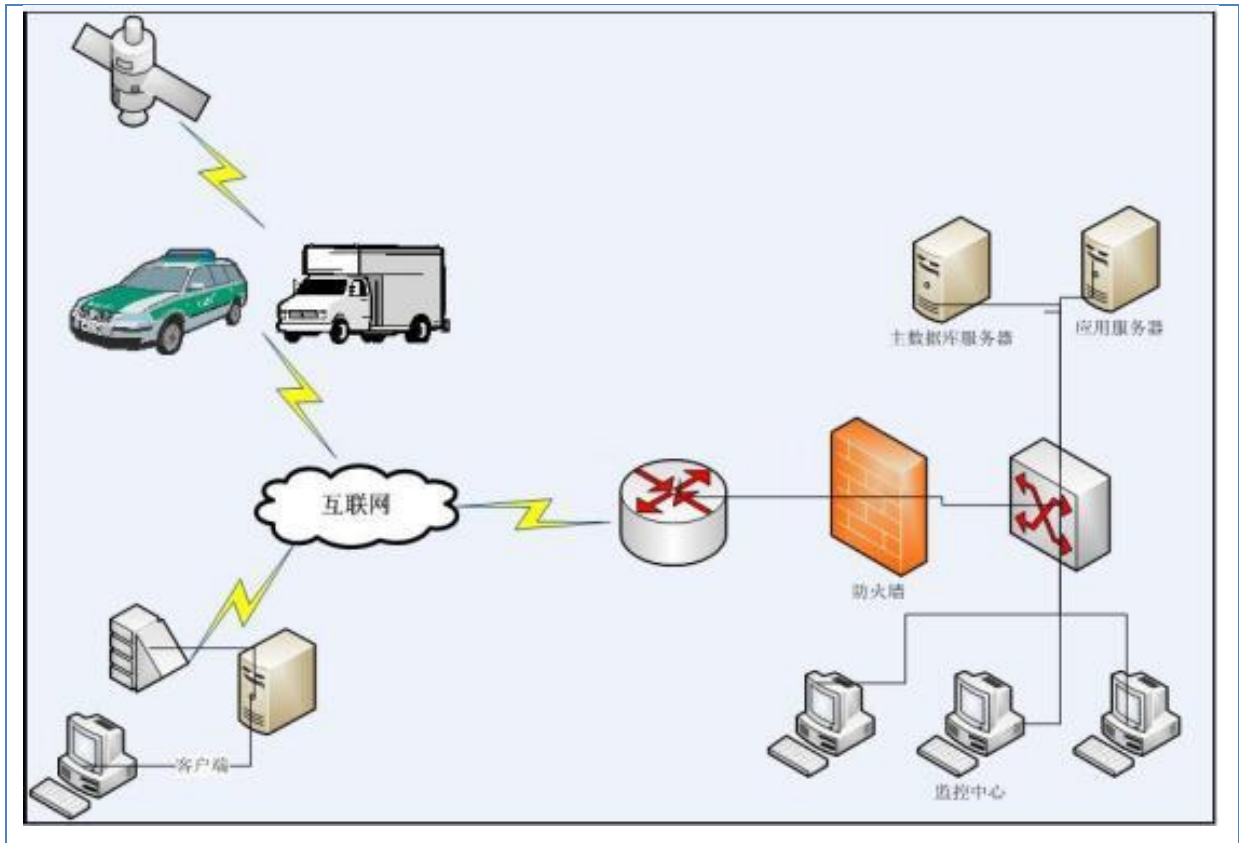 主数据库服务器
应用服务器
互联网
防火墙
客户端
监控中心